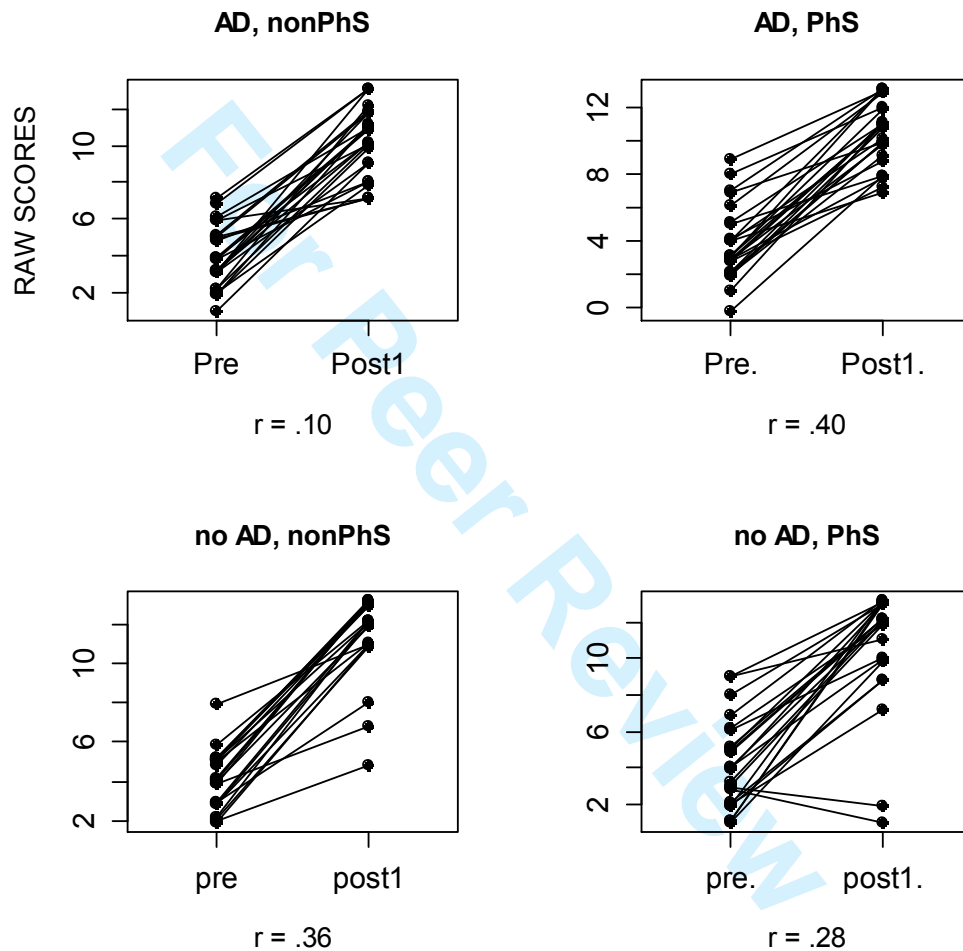 AD, nonPhS
AD, PhS
RAW SCORES
10
6
2
12
8
4
0
Pre Post1
Pre. Post1.
r = .10
r = .40
no AD, nonPhS
no AD, PhS
10
6
2
10
6
2
pre post1
pre. post1.
r = .36
r = .28
For Peer Review